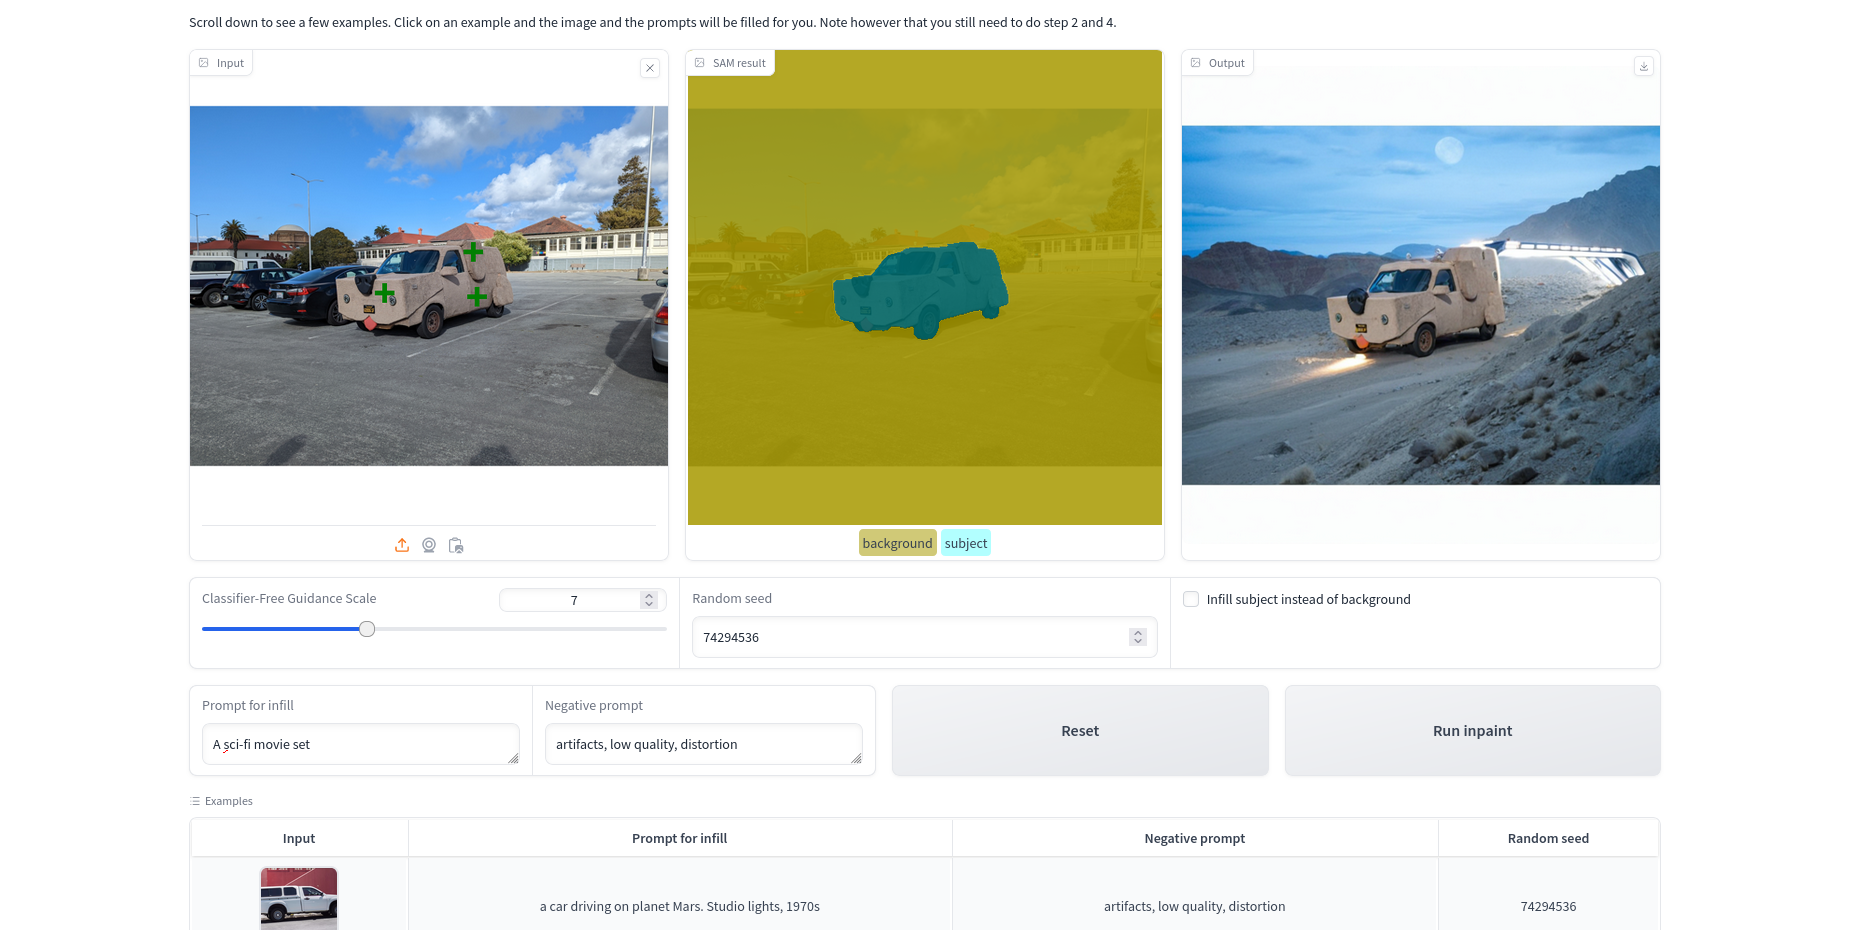 Scroll down to see a few examples. Click on an example and the image and the prompts will be filled for you. Note however that you still need to do step 2 and 4.
Input
SAM result
Output
background subject
Classifier-Free Guidance Scale
7
Random seed
74294536
Infill subject instead of background
Prompt for infill
A sci-fi movie set
Negative prompt
artifacts, low quality, distortion
Reset
Run inpaint
Examples
Input Prompt for infill Negative prompt Random seed
a car driving on planet Mars. Studio lights, 1970s artifacts, low quality, distortion 74294536